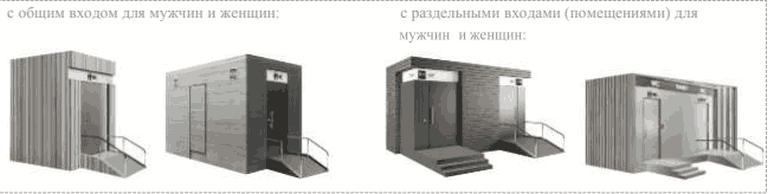 с общим входом для мужчин и женщин:
с раздельными входами (помещениями) для
мужчин и женщин: